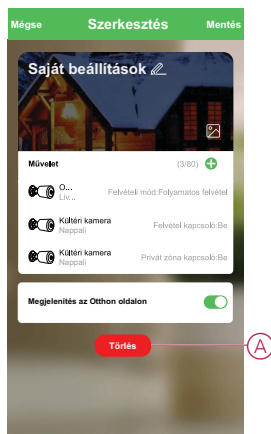 Mégse Szerkesztés Mentés
Saját beállítások
Művelet (3/80)
O... Felvételi mód:Folyamatos felvétel
Liv...
Kültéri kamera Felvétel kapcsoló:Be
Nappali
Kültéri kamera Privát zóna kapcsoló:Be
Nappali
Megjelenítés az Otthon oldalon
Törlés A